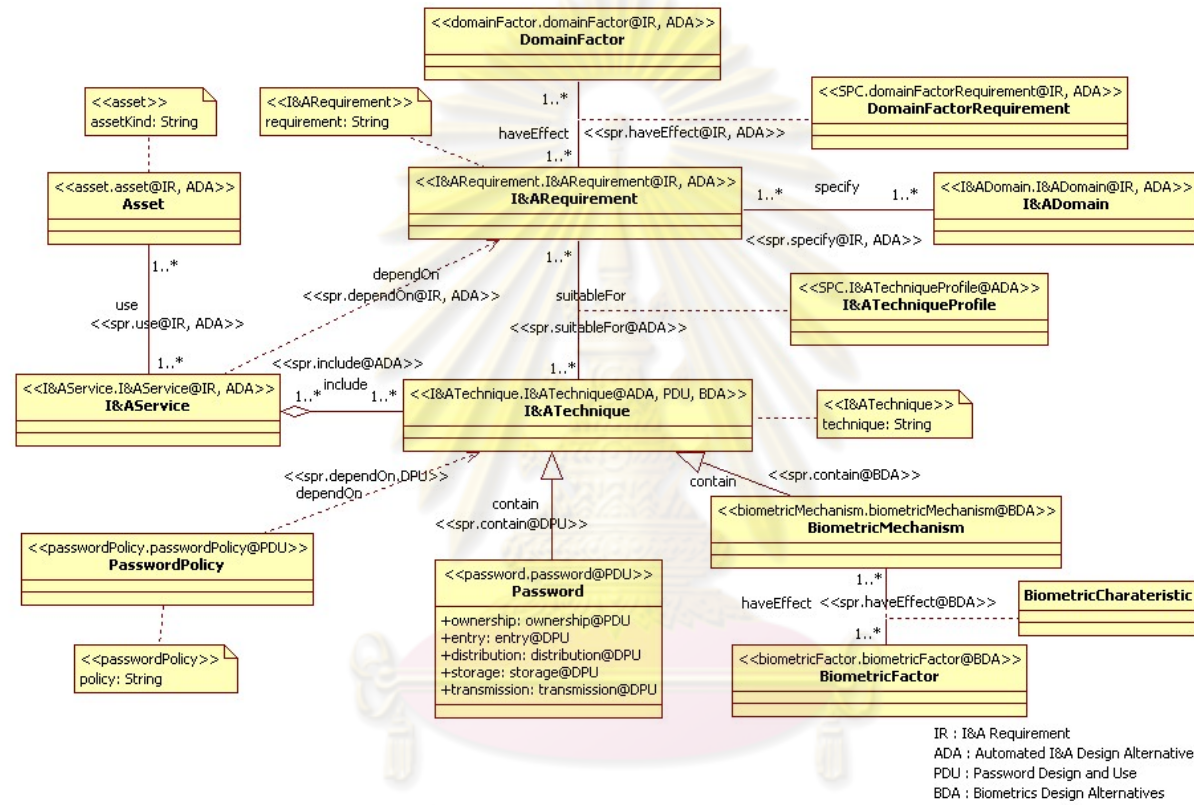 <<domainFactor.domainFactor@IR, ADA>>
DomainFactor
<<asset>>
assetKind: String
<<I&ARequirement>>
requirement: String
1..*
haveEffect
<<spr.haveEffect@IR, ADA>>
1..*
<<SPC.domainFactorRequirement@IR, ADA>>
DomainFactorRequirement
<<asset.asset@IR, ADA>>
Asset
<<I&ARequirement.I&ARequirement@IR, ADA>>
I&ARequirement
1..*
specify
1..*
<<spr.specify@IR, ADA>>
<<I&ADomain.I&ADomain@IR, ADA>>
I&ADomain
1..*
use
<<spr.use@IR, ADA>>
1..*
dependOn
<<spr.dependOn@IR, ADA>>
1..*
suitableFor
<<spr.suitableFor@ADA>>
1..*
<<SPC.I&ATechniqueProfile@ADA>>
I&ATechniqueProfile
<<I&AService.I&AService@IR, ADA>>
I&AService
<<spr.include@ADA>>
include
1..*
1..*
<<I&ATechnique.I&ATechnique@ADA, PDU, BDA>>
I&ATechnique
<<I&ATechnique>>
technique: String
<<spr.dependOn,DPU>>
dependOn
contain
<<spr.contain@DPU>>
contain
<<spr.contain@BDA>>
<<passwordPolicy.passwordPolicy@PDU>>
PasswordPolicy
<<passwordPolicy>>
policy: String
<<password.password@PDU>>
Password
+ownership: ownership@PDU
+entry: entry@DPU
+distribution: distribution@DPU
+storage: storage@DPU
+transmission: transmission@DPU
<<biometricMechanism.biometricMechanism@BDA>>
BiometricMechanism
1..*
haveEffect
<<spr.haveEffect@BDA>>
1..*
BiometricCharateristic
<<biometricFactor.biometricFactor@BDA>>
BiometricFactor
IR : I&A Requirement
ADA : Automated I&A Design Alternative
PDU : Password Design and Use
BDA : Biometrics Design Alternatives